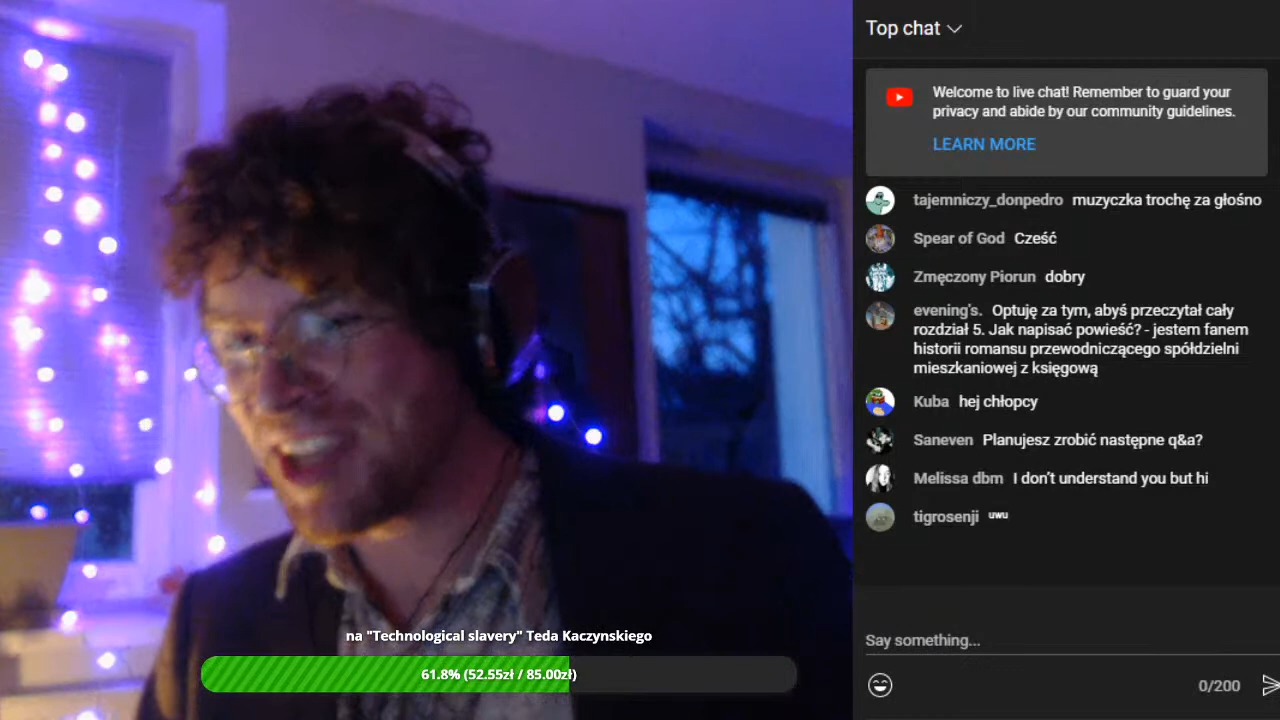 Top chat
Welcome to live chat! Remember to guard your
privacy and abide by our community guidelines.
LEARN MORE
tajemniczy_donpedro muzyczka trochę za głośno
Spear of God Cześć
Zmęczony Piorun dobry
evening's. Optuję za tym, abyś przeczytał cały
rozdział 5. Jak napisać powieść? - jestem fanem
historii romansu przewodniczącego spółdzielni
mieszkaniowej z księgową
Kuba hej chłopcy
Saneven Planujesz zrobić następne q&a?
Melissa dbm I don't understand you but hi
tigrosenji uwu
na "Technological slavery" Teda Kaczynskiego
61.8% (52.55zł / 85.00zł)
Say something...
0/200